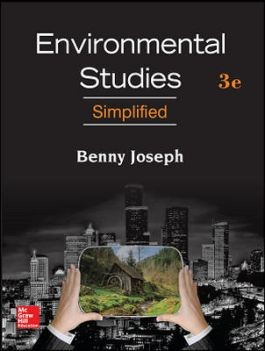 Environmental
Studies
3e
Simplified
Benny Joseph
Mc
Graw
Hill
Education